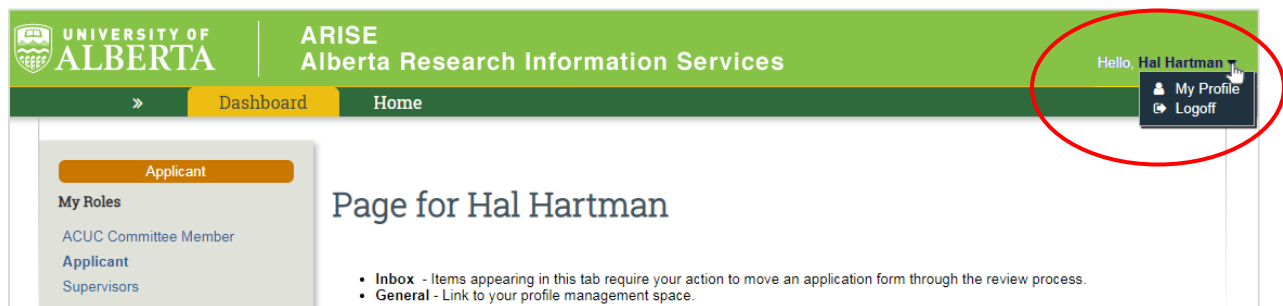 UNIVERSITY OF
ALBERTA
ARISE
Alberta Research Information Services
Hello, Hal Hartman
My Profile
Logoff
» Dashboard Home
Applicant
My Roles
ACUC Committee Member
Applicant
Supervisors
Page for Hal Hartman
• Inbox - Items appearing in this tab require your action to move an application form through the review process.
• General - Link to your profile management space.